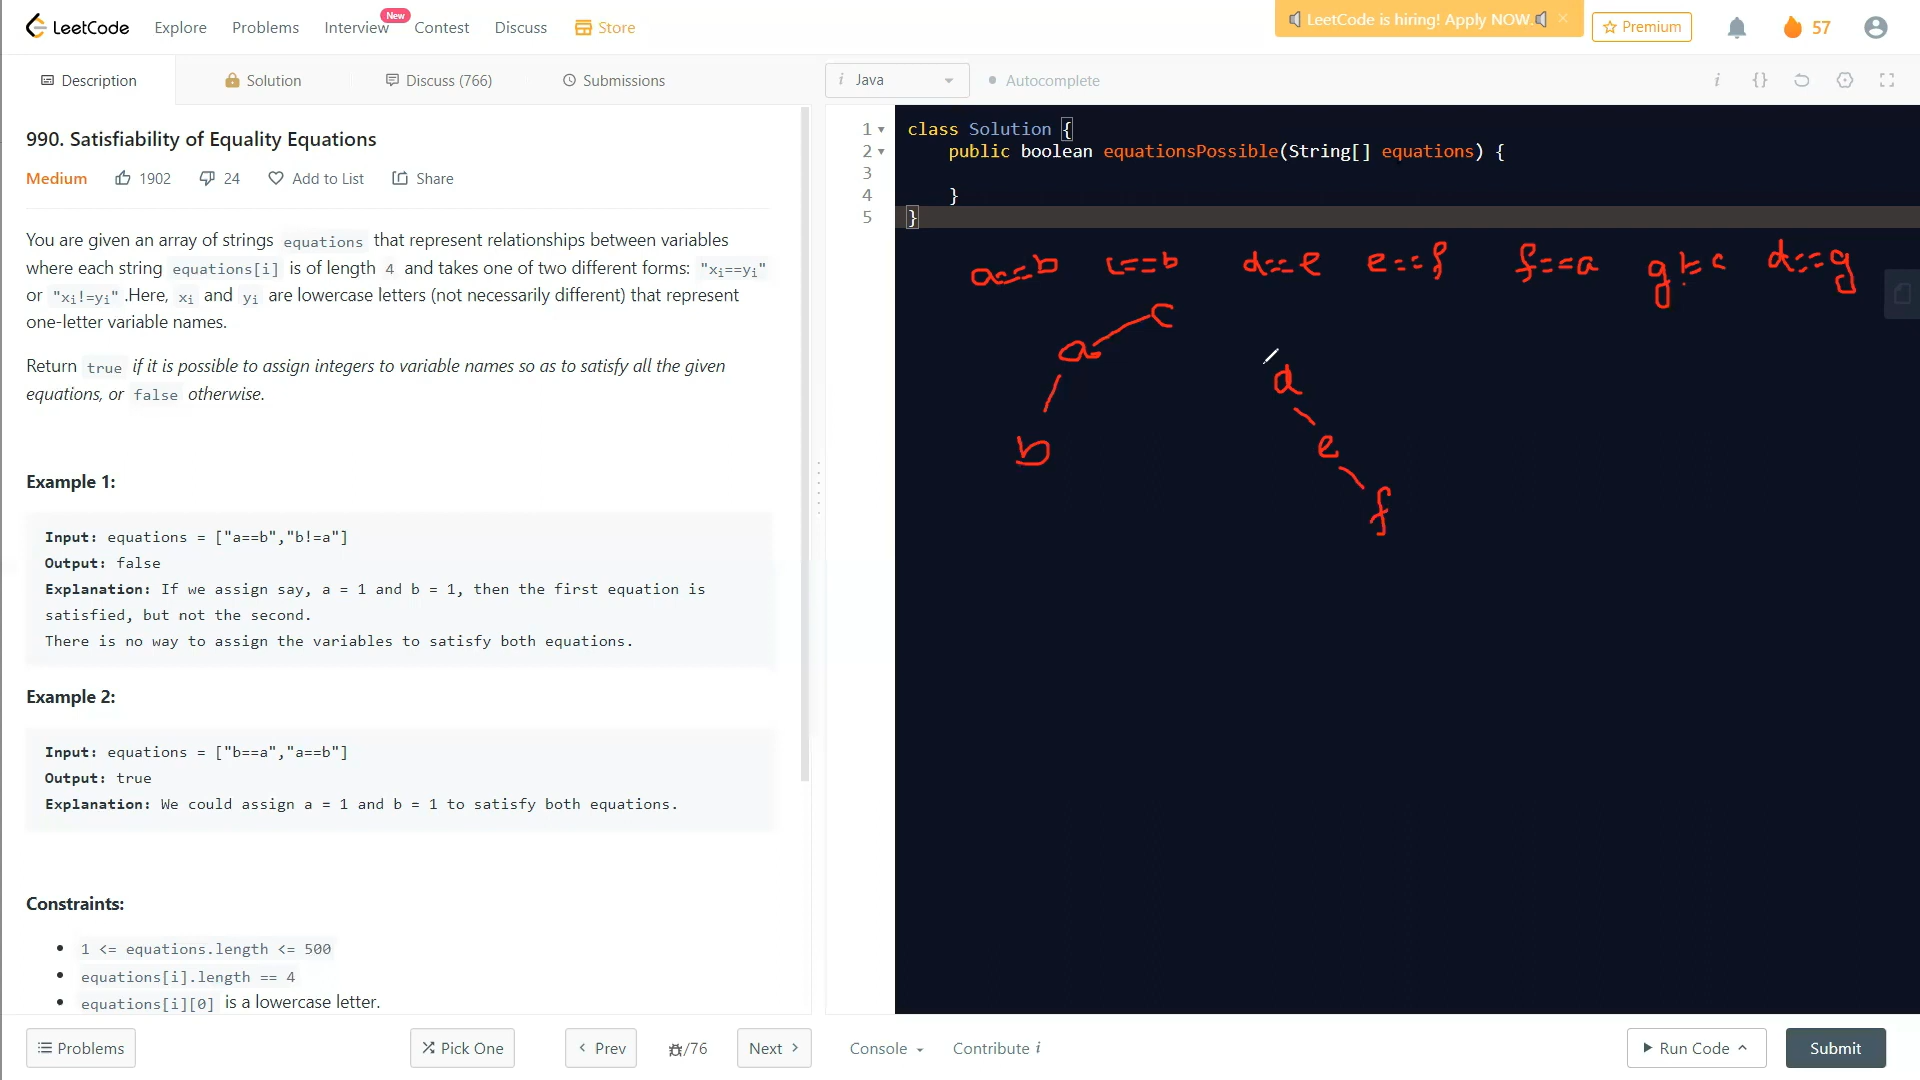 LeetCode Explore Problems Interview New Contest Discuss Store LeetCode is hiring! Apply NOW. × Premium 57
Description Solution Discuss (766) Submissions i Java Autocomplete i {}
990. Satisfiability of Equality Equations
Medium 1902 24 Add to List Share
You are given an array of strings equations that represent relationships between variables
where each string equations[i] is of length 4 and takes one of two different forms: "xi==yi"
or "xi!=yi" .Here, xi and yi are lowercase letters (not necessarily different) that represent
one-letter variable names.
Return true if it is possible to assign integers to variable names so as to satisfy all the given
equations, or false otherwise.
Example 1:
Input: equations = ["a==b","b!=a"]
Output: false
Explanation: If we assign say, a = 1 and b = 1, then the first equation is
satisfied, but not the second.
There is no way to assign the variables to satisfy both equations.
Example 2:
Input: equations = ["b==a","a==b"]
Output: true
Explanation: We could assign a = 1 and b = 1 to satisfy both equations.
Constraints:
• 1 <= equations.length <= 500
• equations[i].length == 4
• equations[i][0] is a lowercase letter.
1 class Solution {
2 public boolean equationsPossible(String[] equations) {
3
4 }
5 }
a==b c==b d==e e==f f==a g!=c d==g
c
a
d
b e
f
Problems Pick One < Prev /76 Next > Console Contribute i Run Code Submit